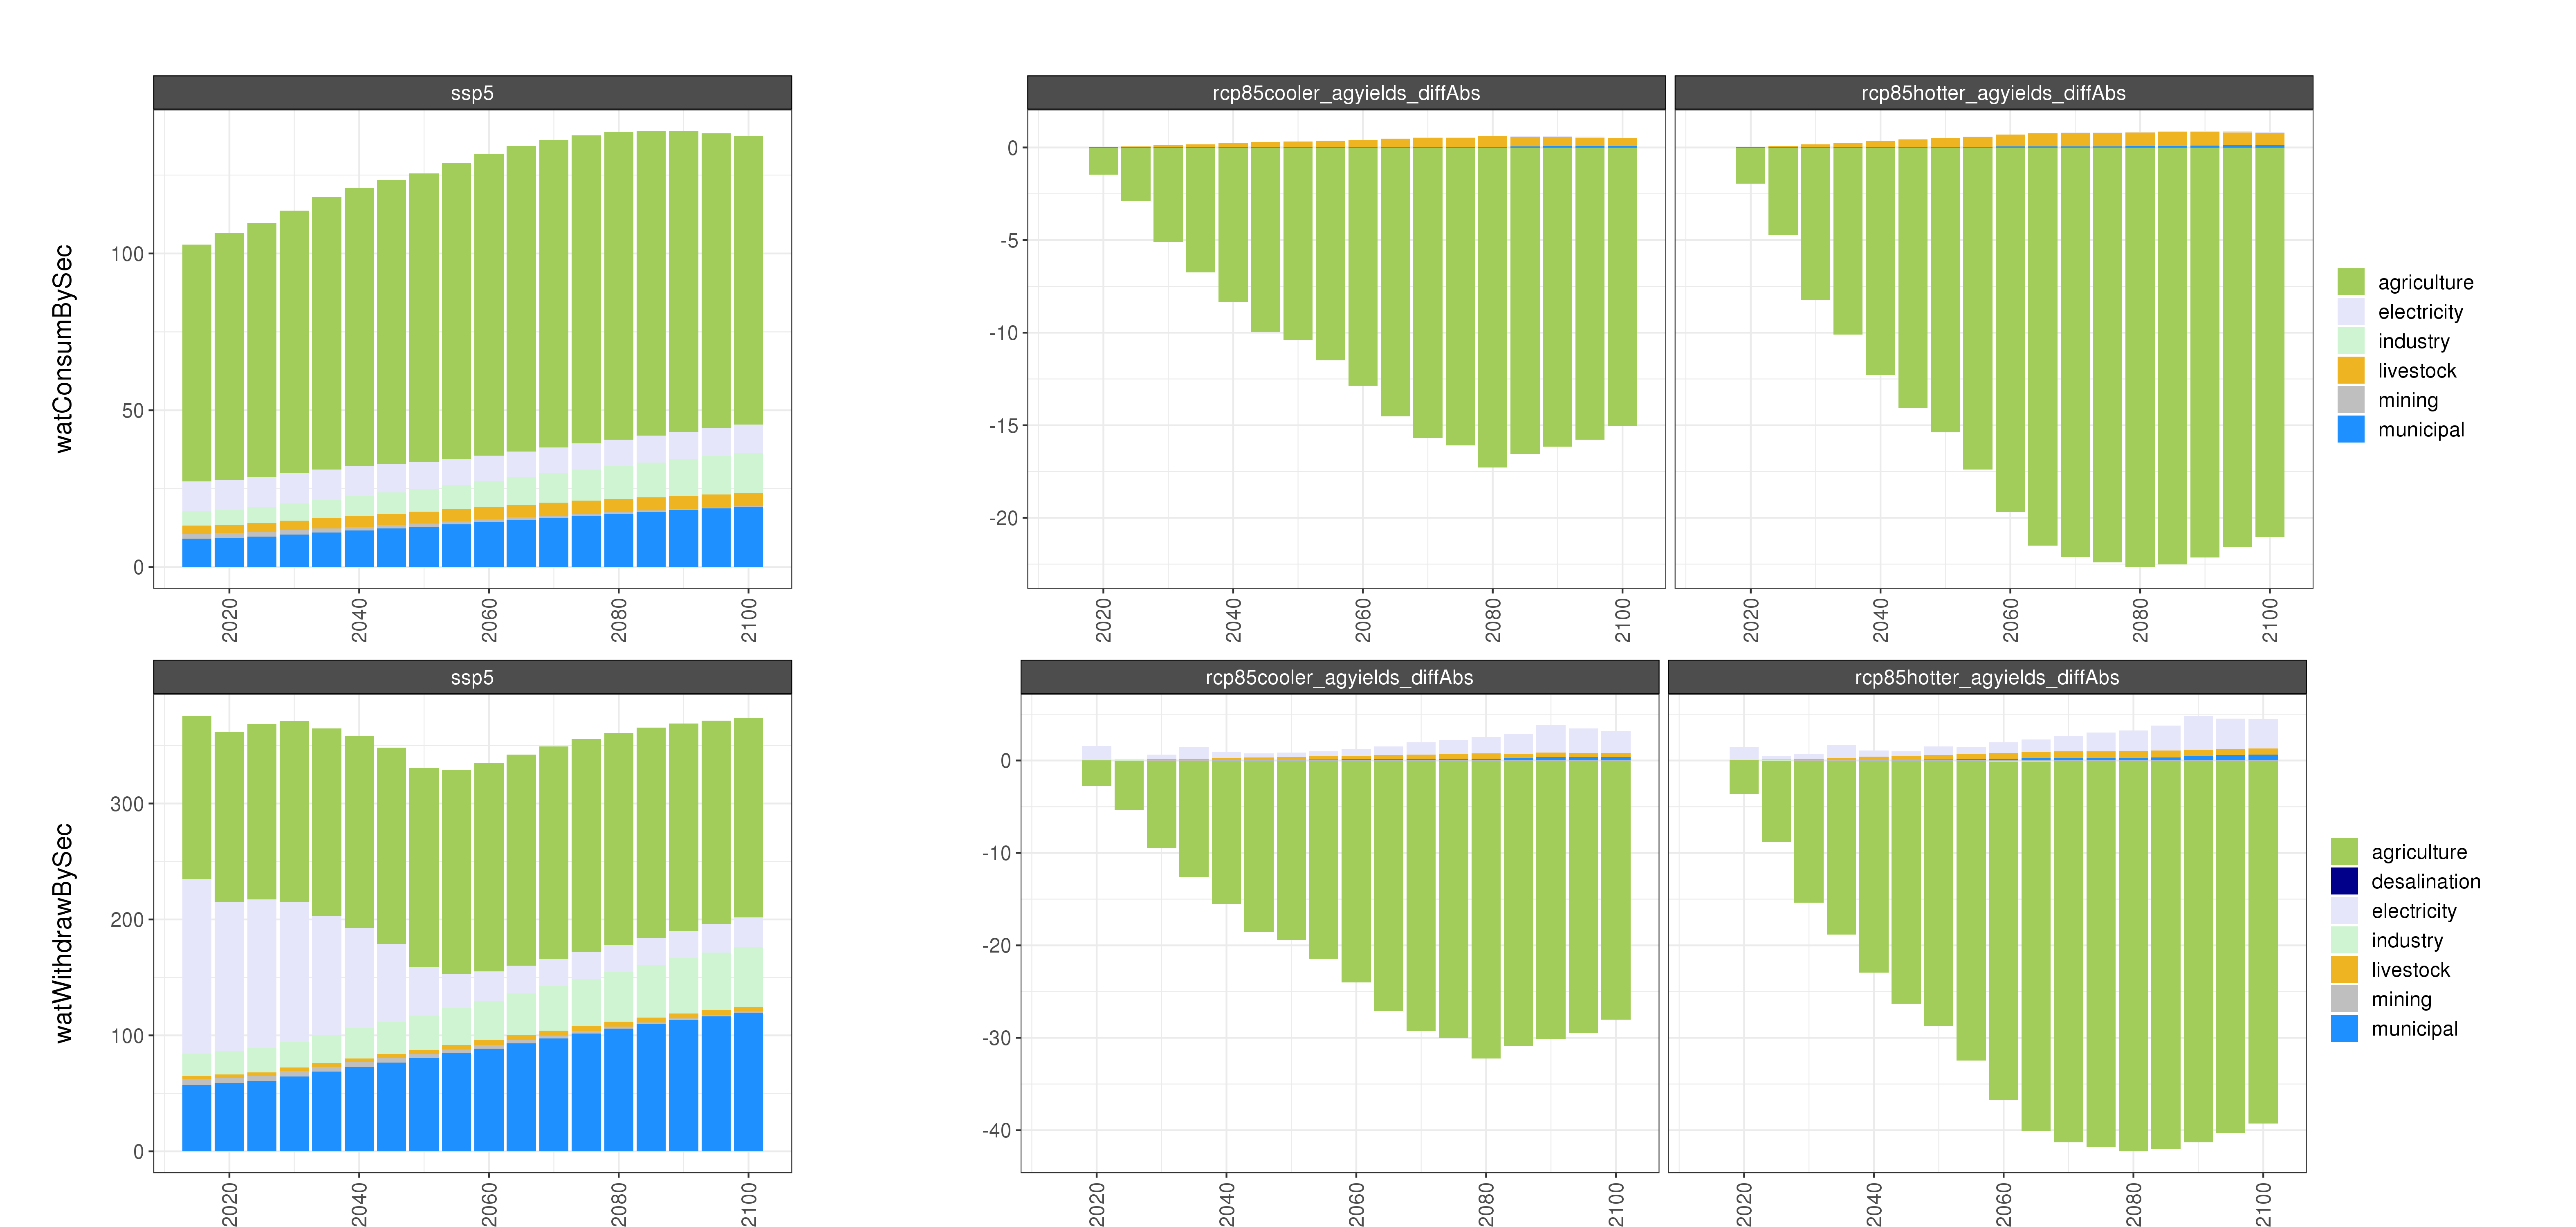 ssp5
rcp85cooler_agyields_diffAbs
rcp85hotter_agyields_diffAbs
watConsumBySec
100
50
0
0
-5
-10
-15
-20
2020 2040 2060 2080 2100
2020 2040 2060 2080 2100
2020 2040 2060 2080 2100
agriculture
electricity
industry
livestock
mining
municipal
ssp5
rcp85cooler_agyields_diffAbs
rcp85hotter_agyields_diffAbs
watWithdrawBySec
300
200
100
0
0
-10
-20
-30
-40
2020 2040 2060 2080 2100
2020 2040 2060 2080 2100
2020 2040 2060 2080 2100
agriculture
desalination
electricity
industry
livestock
mining
municipal